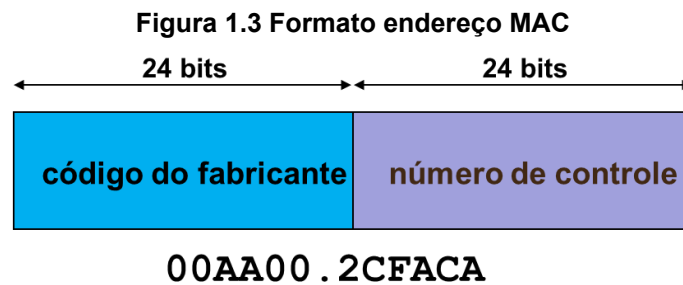 Figura 1.3 Formato endereço MAC
24 bits 24 bits
código do fabricante número de controle
00AA00.2CFACA